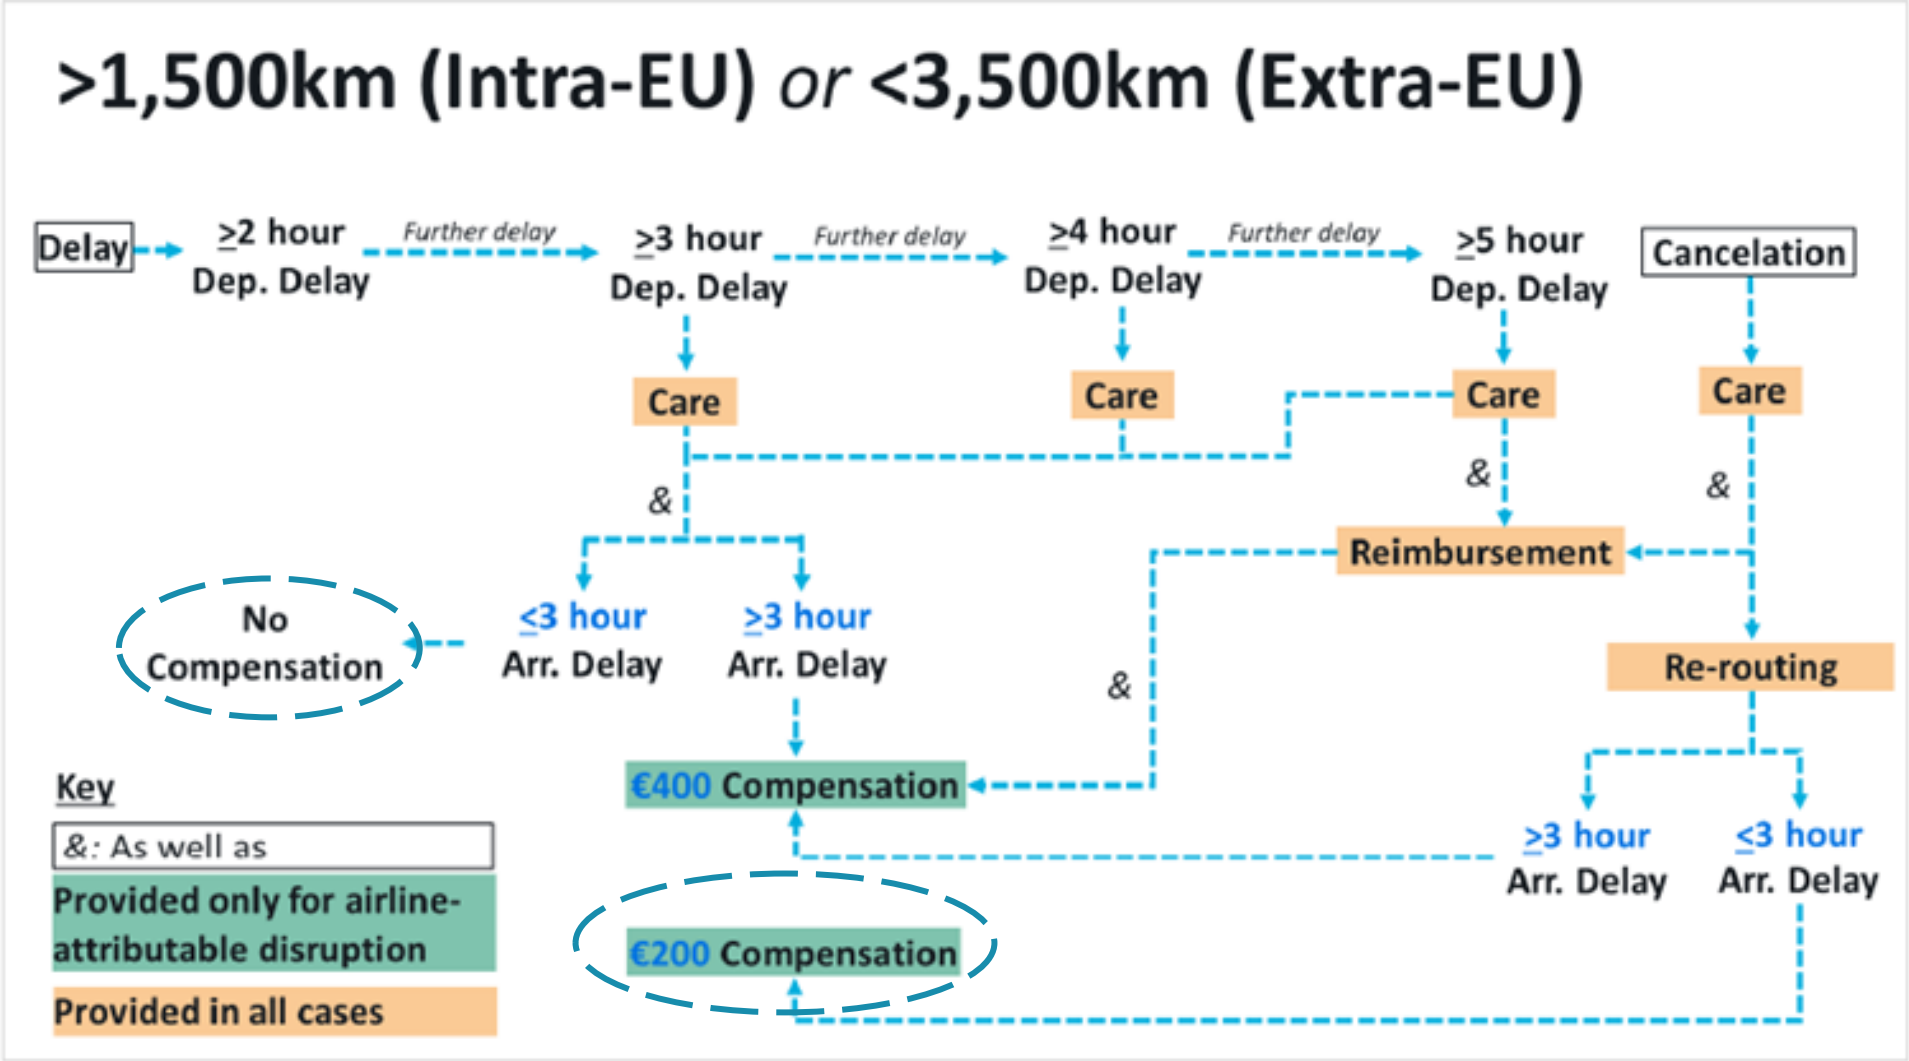 >1,500km (Intra-EU) or <3,500km (Extra-EU)
Delay
≥2 hour
Dep. Delay
Further delay
≥3 hour
Dep. Delay
Further delay
≥4 hour
Dep. Delay
Further delay
≥5 hour
Dep. Delay
Cancelation
Care
Care
Care
Care
&
&
&
Reimbursement
No
Compensation
≤3 hour
Arr. Delay
≥3 hour
Arr. Delay
&
Re-routing
€400 Compensation
≥3 hour
Arr. Delay
≤3 hour
Arr. Delay
€200 Compensation
Key
&: As well as
Provided only for airline-
attributable disruption
Provided in all cases